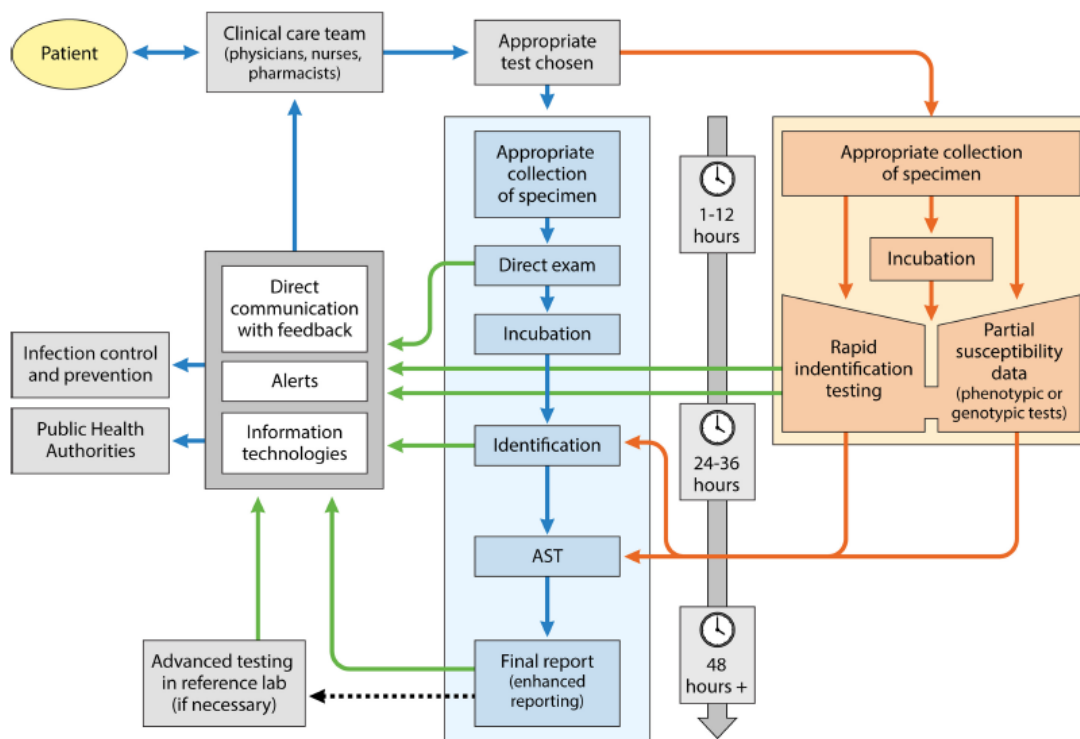 Patient
Clinical care team
(physicians, nurses,
pharmacists)
Appropriate
test chosen
Appropriate
collection
of specimen
1-12
hours
Appropriate collection
of specimen
Direct exam
Incubation
Direct
communication
with feedback
Incubation
Infection control
and prevention
Alerts
Rapid
indentification
testing
Partial
susceptibility
data
(phenotypic or
genotypic tests)
Public Health
Authorities
Information
technologies
Identification
24-36
hours
AST
Advanced testing
in reference lab
(if necessary)
Final report
(enhanced
reporting)
48
hours +